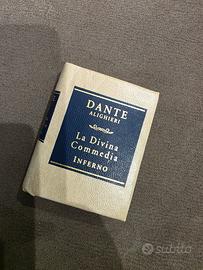 DANTE
ALIGHIERI
La Divina
Commedia
INFERNO
subito